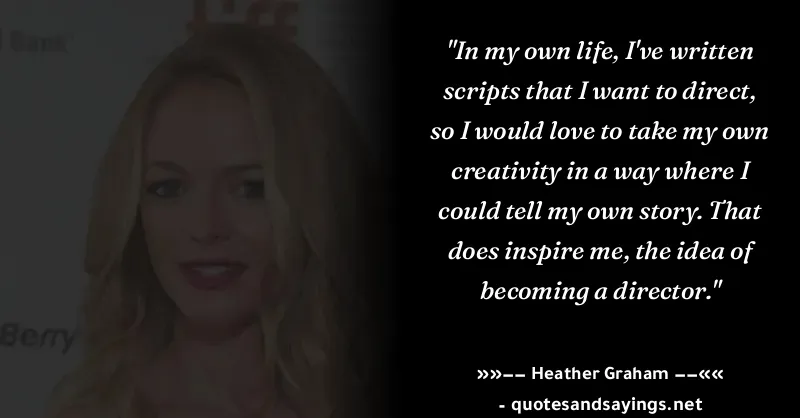 Bank
Berry
"In my own life, I've written
scripts that I want to direct,
so I would love to take my own
creativity in a way where I
could tell my own story. That
does inspire me, the idea of
becoming a director."
»»−− Heather Graham −−««
- quotesandsayings.net